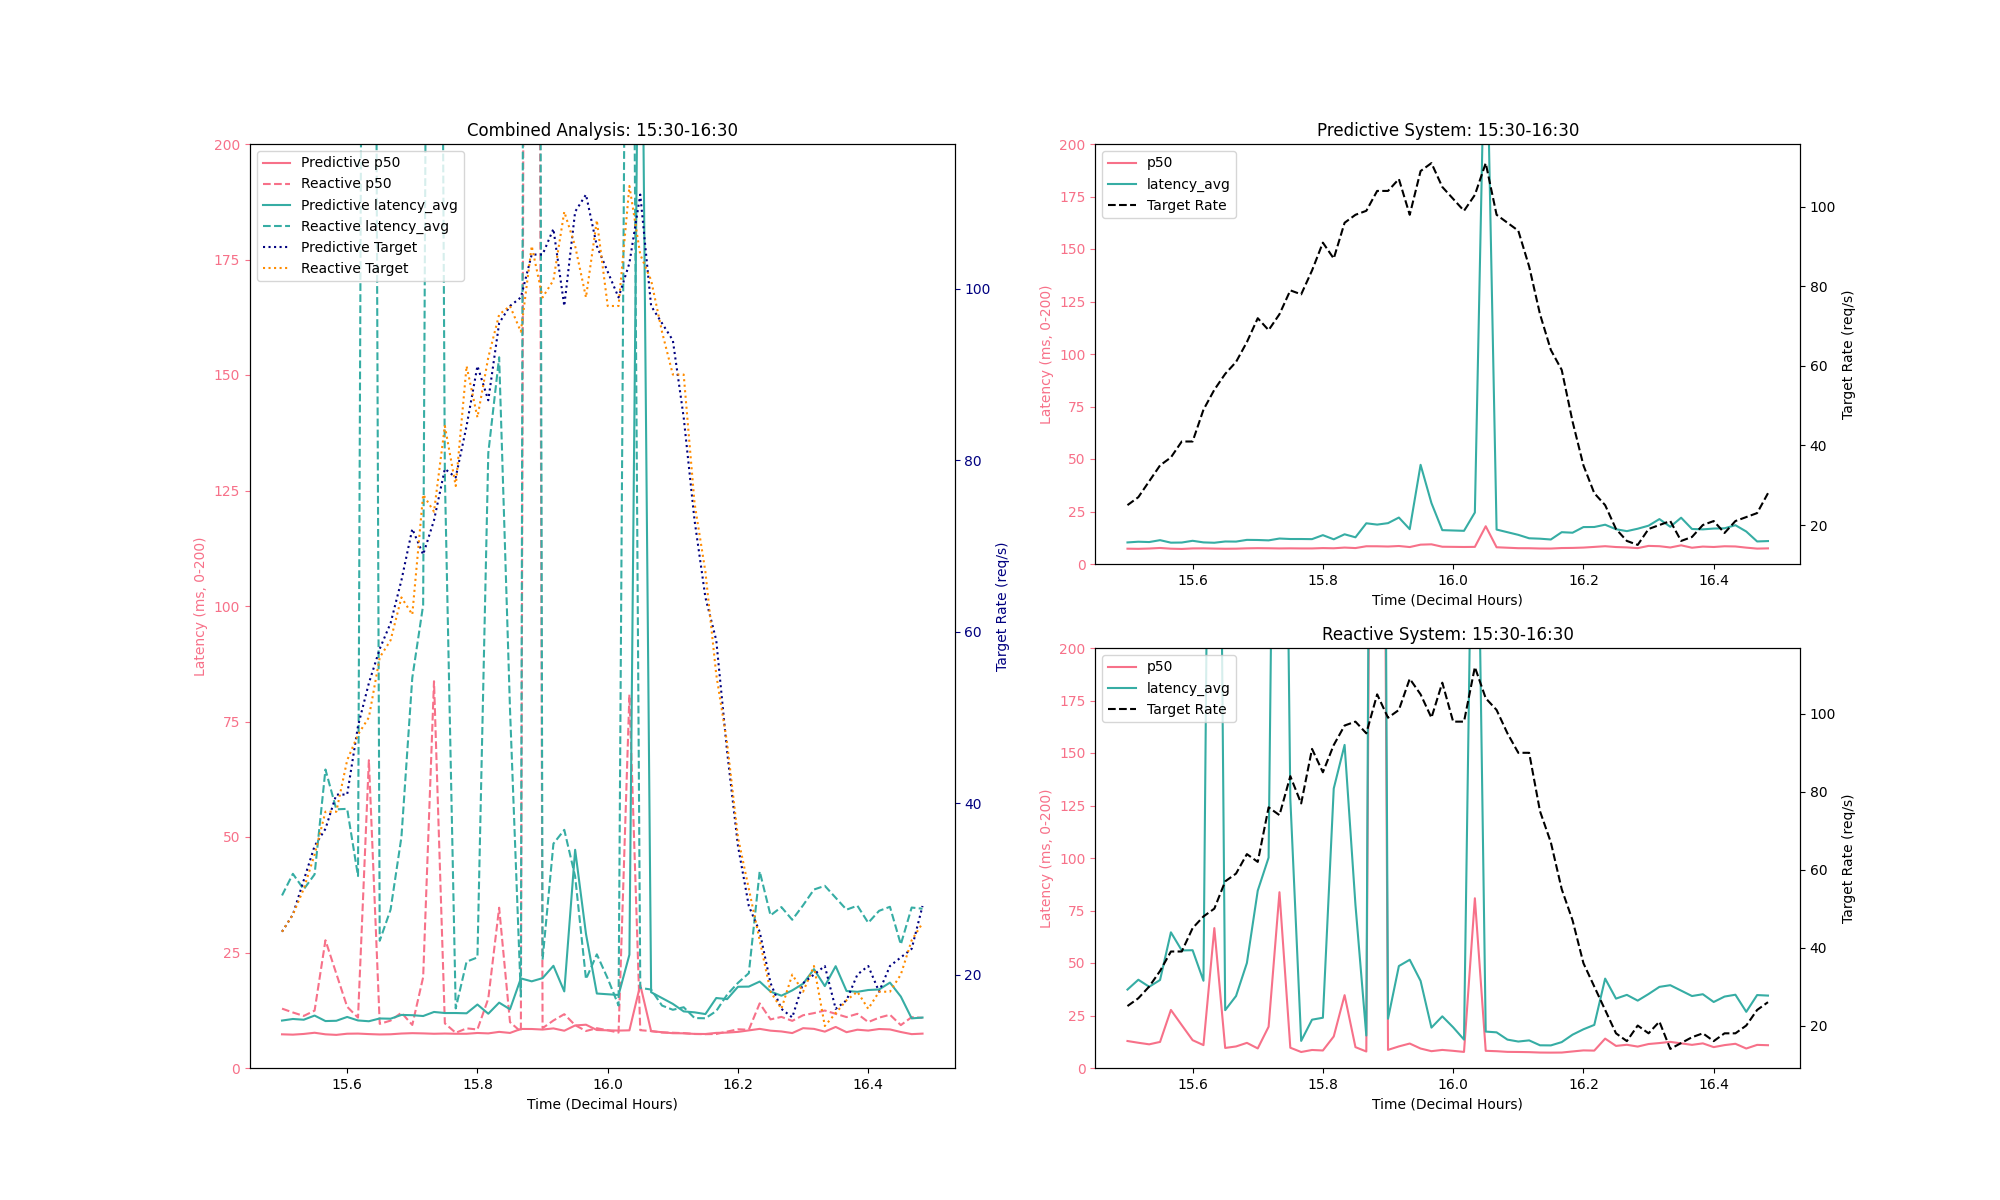 Combined Analysis: 15:30-16:30
Predictive p50
Reactive p50
Predictive latency_avg
Reactive latency_avg
Predictive Target
Reactive Target
200
175
150
125
100
75
50
25
0
Latency (ms, 0-200)
100
80
60
40
20
Target Rate (req/s)
15.6 15.8 16.0 16.2 16.4
Time (Decimal Hours)
Predictive System: 15:30-16:30
p50
latency_avg
Target Rate
200
175
150
125
100
75
50
25
0
Latency (ms, 0-200)
100
80
60
40
20
Target Rate (req/s)
15.6 15.8 16.0 16.2 16.4
Time (Decimal Hours)
Reactive System: 15:30-16:30
p50
latency_avg
Target Rate
200
175
150
125
100
75
50
25
0
Latency (ms, 0-200)
100
80
60
40
20
Target Rate (req/s)
15.6 15.8 16.0 16.2 16.4
Time (Decimal Hours)